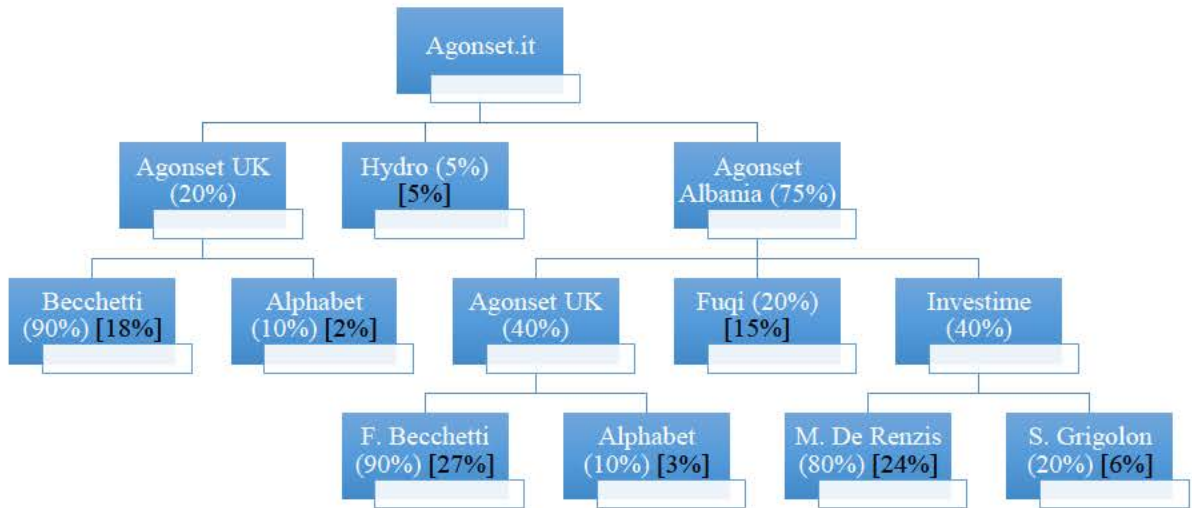 Agonset.it
Agonset UK
(20%)
Hydro (5%)
[5%]
Agonset
Albania (75%)
Becchetti
(90%) [18%]
Alphabet
(10%) [2%]
Agonset UK
(40%)
Fuqi (20%)
[15%]
Investime
(40%)
F. Becchetti
(90%) [27%]
Alphabet
(10%) [3%]
M. De Renzis
(80%) [24%]
S. Grigolon
(20%) [6%]